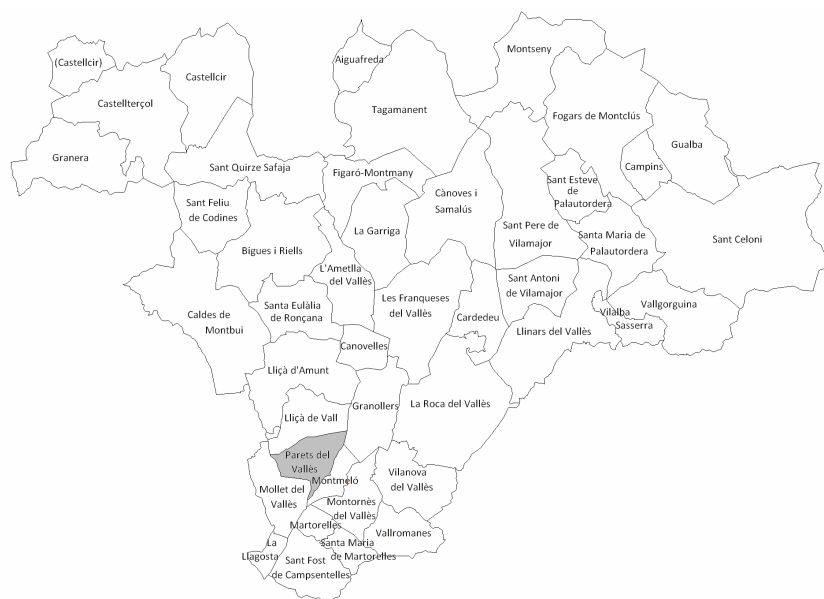 Montseny
Aiguafreda
(Castellcir)
Castellcir
Castellterçol
Tagamanent
Fogars de Montclús
Gualba
Granera
Sant Quirze Safaja
Figaró-Montmany
Campins
Sant Esteve
de
Palautordera
Cànoves i
Samalús
Sant Feliu
de Codines
La Garriga
Sant Pere de
Vilamajor
Santa Maria de
Palautordera
Sant Celoni
Bigues i Riells
L'Ametlla
del Vallès
Sant Antoni
de Vilamajor
Les Franqueses
del Vallès
Santa Eulàlia
de Ronçana
Caldes de
Montbui
Cardedeu
Vilalba
Sasserra
Vallgorguina
Llinars del Vallès
Canovelles
Lliçà d'Amunt
Granollers
La Roca del Vallès
Lliçà de Vall
Parets del
Vallès
Montmeló
Vilanova
del Vallès
Mollet del
Vallès
Montornès
del Vallès
Martorelles
Vallromanes
La
Llagosta
Santa Maria
de Martorelles
Sant Fost
de Campsentelles